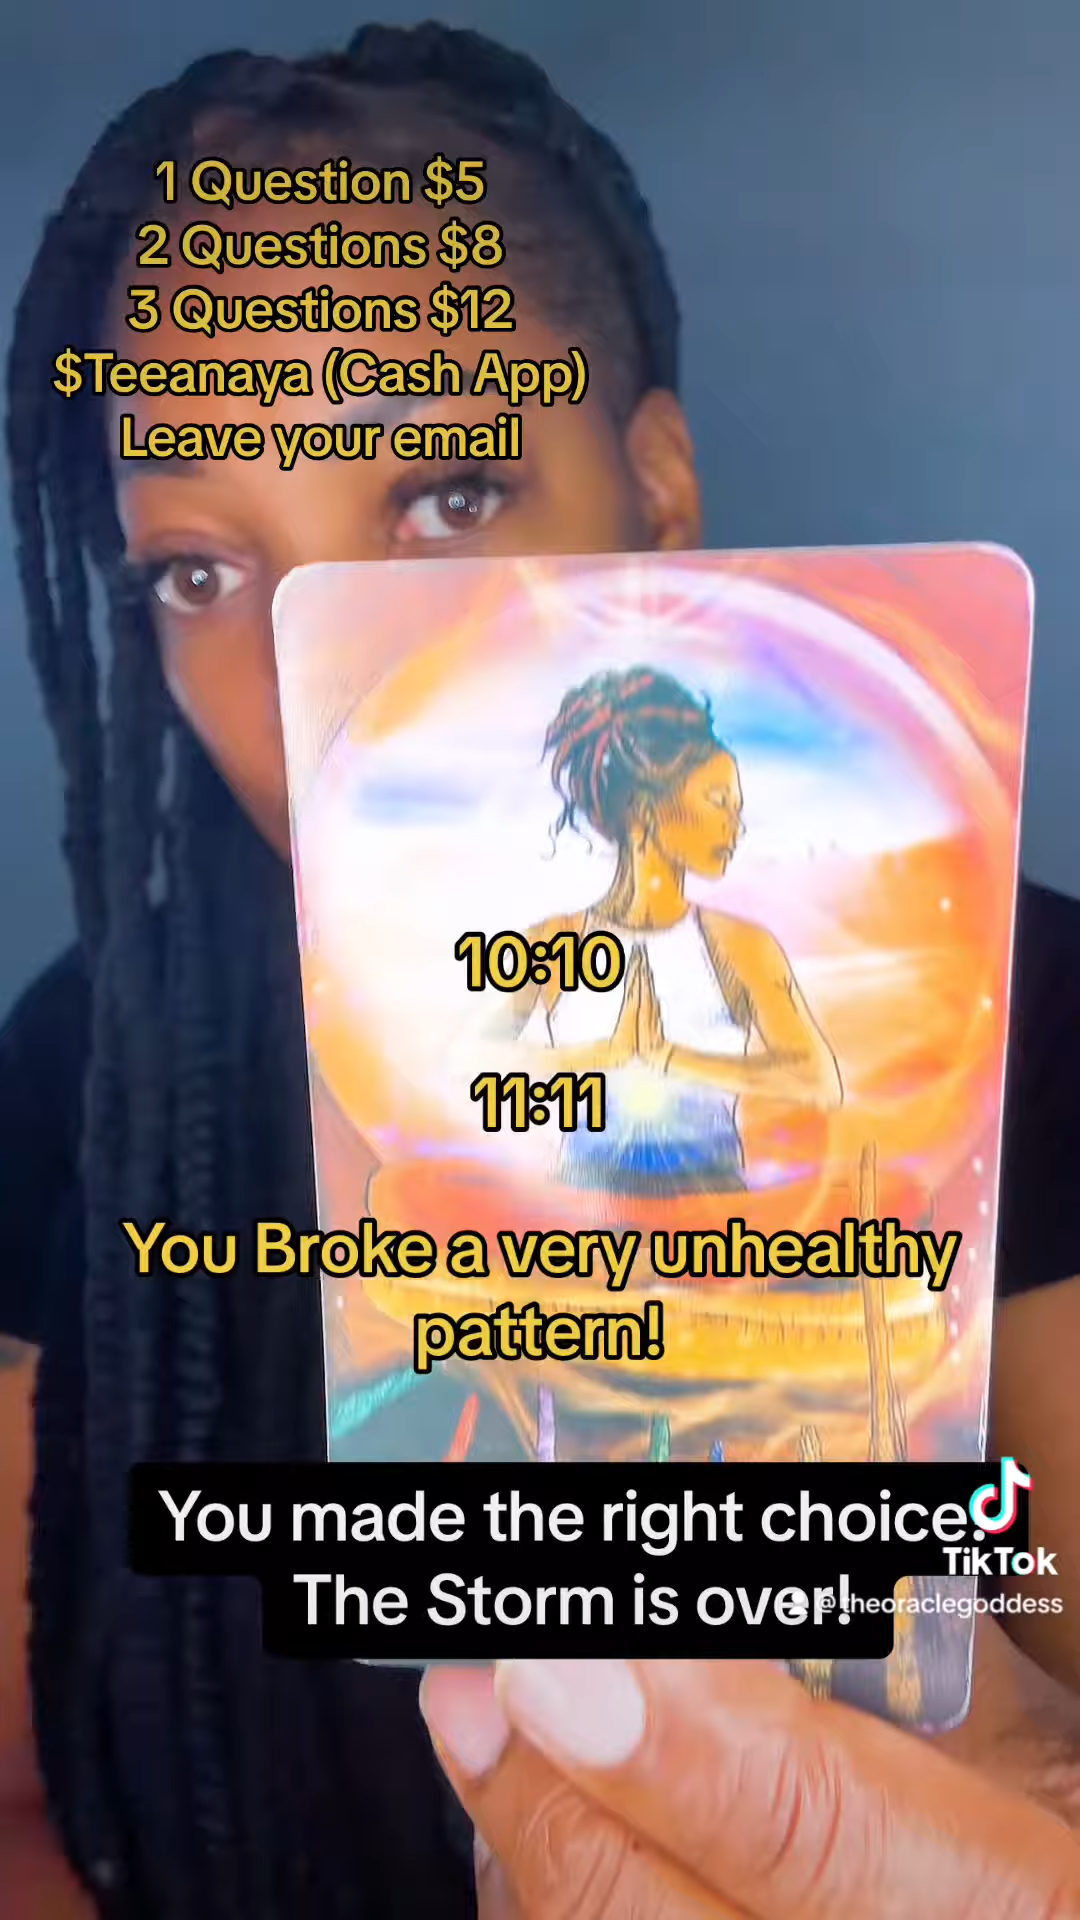 1 Question $5
2 Questions $8
3 Questions $12
$Teeanaya (Cash App)
Leave your email
10:10
11:11
You Broke a very unhealthy
pattern!
You made the right choice.
The Storm is over!
TikTok
@theoraclegoddess